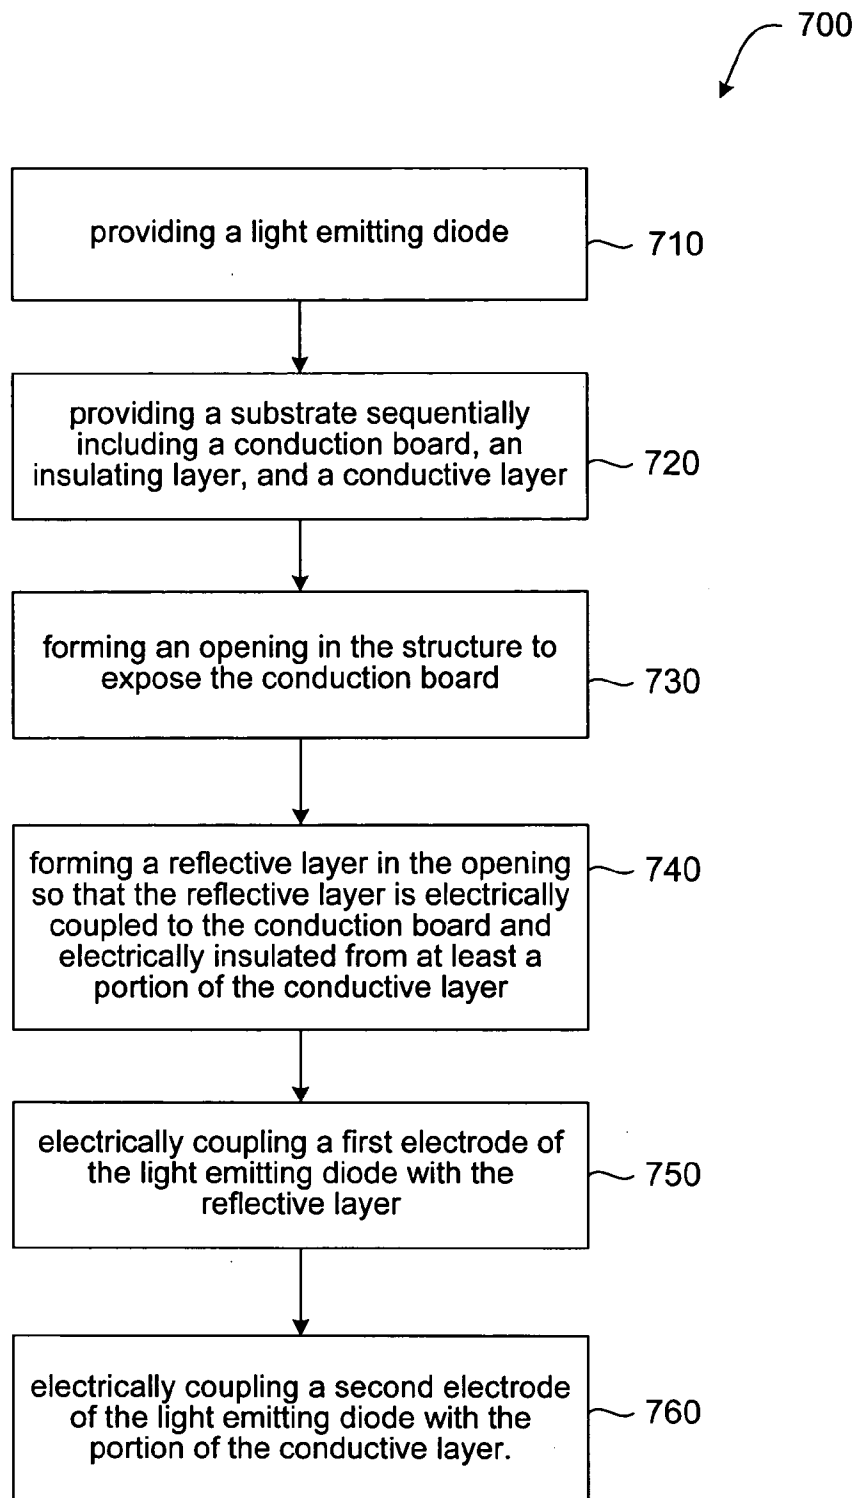 700
providing a light emitting diode
710
providing a substrate sequentially
including a conduction board, an
insulating layer, and a conductive layer
720
forming an opening in the structure to
expose the conduction board
730
forming a reflective layer in the opening
so that the reflective layer is electrically
coupled to the conduction board and
electrically insulated from at least a
portion of the conductive layer
740
electrically coupling a first electrode of
the light emitting diode with the
reflective layer
750
electrically coupling a second electrode
of the light emitting diode with the
portion of the conductive layer.
760